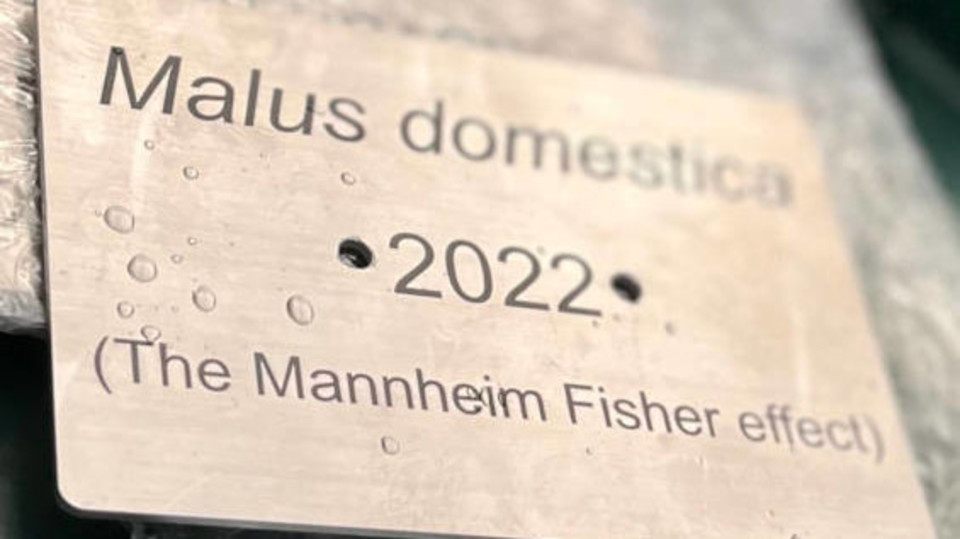 Malus domestica
2022
(The Mannheim Fisher effect)